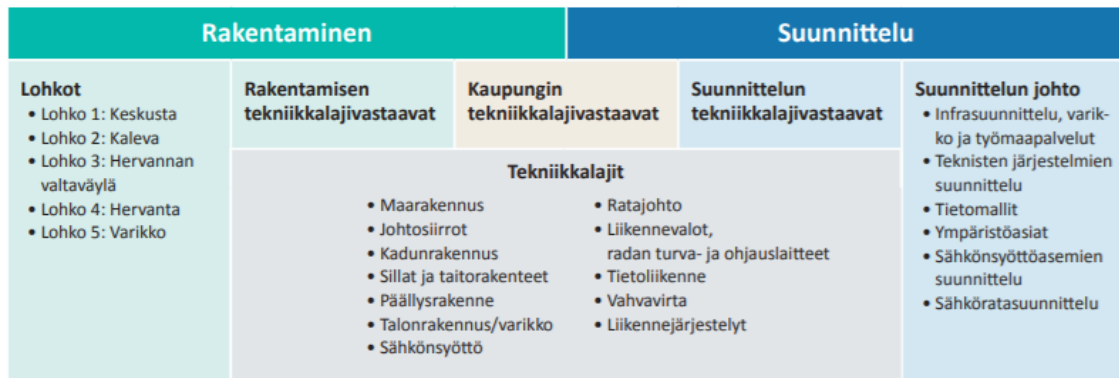 Rakentaminen
Suunnittelu
Lohkot
• Lohko 1: Keskusta
• Lohko 2: Kaleva
• Lohko 3: Hervannan
valtaväylä
• Lohko 4: Hervanta
• Lohko 5: Varikko
Rakentamisen
tekniikkalajivastaavat
Kaupungin
tekniikkalajivastaavat
Suunnittelun
tekniikkalajivastaavat
Tekniikkalajit
• Maarakennus
• Johtosiirrot
• Kadunrakennus
• Sillat ja taitorakenteet
• Päällysrakenne
• Talonrakennus/varikko
• Sähkönsyöttö
• Ratajohto
• Liikennevalot,
radan turva- ja ohjauslaitteet
• Tietoliikenne
• Vahvavirta
• Liikennejärjestelyt
Suunnittelun johto
• Infrasuunnittelu, varik-
ko ja työmaapalvelut
• Teknisten järjestelmien
suunnittelu
• Tietomallit
• Ympäristöasiat
• Sähkönsyöttöasemien
suunnittelu
• Sähköratasuunnittelu